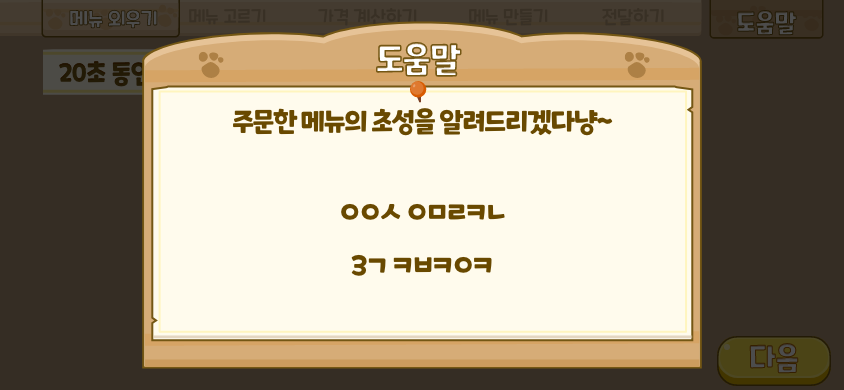 메뉴 외우기 메뉴 고르기 가격 계산하기 메뉴 만들기 전달하기 도움말
20초 동안
도움말
주문한 메뉴의 초성을 알려드리겠다냥~
ㅇㅇㅅ ㅇㅁㄹㅋㄴ
3ㄱ ㅋㅂㅋㅇㅋ
다음